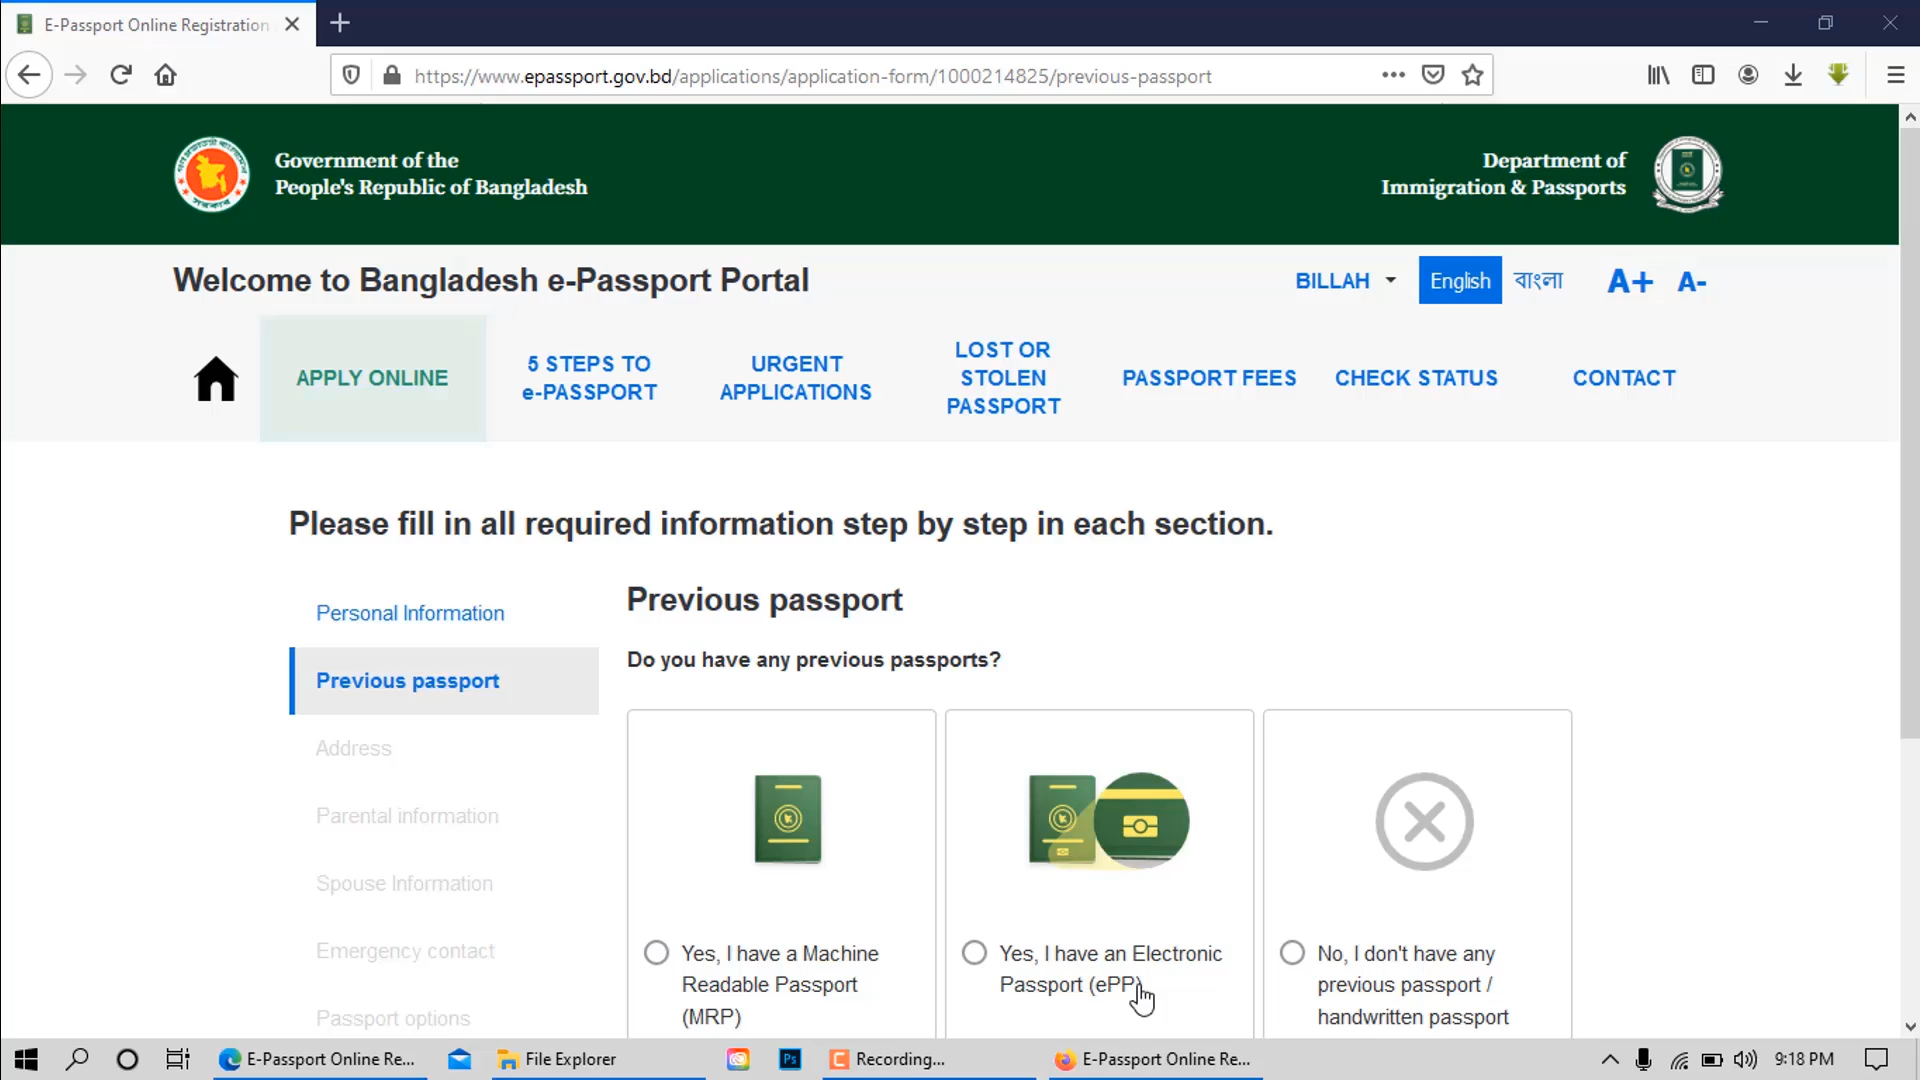 E-Passport Online Registration
https://www.epassport.gov.bd/applications/application-form/1000214825/previous-passport
Government of the
People's Republic of Bangladesh
Department of
Immigration & Passports
Welcome to Bangladesh e-Passport Portal
BILLAH
English
বাংলা
A+
A-
APPLY ONLINE
5 STEPS TO
e-PASSPORT
URGENT
APPLICATIONS
LOST OR
STOLEN
PASSPORT
PASSPORT FEES
CHECK STATUS
CONTACT
Please fill in all required information step by step in each section.
Personal Information
Previous passport
Address
Parental information
Spouse Information
Emergency contact
Passport options
Previous passport
Do you have any previous passports?
Yes, I have a Machine
Readable Passport
(MRP)
Yes, I have an Electronic
Passport (ePP)
No, I don't have any
previous passport /
handwritten passport
E-Passport Online Re...
File Explorer
Ps
Recording...
E-Passport Online Re...
9:18 PM